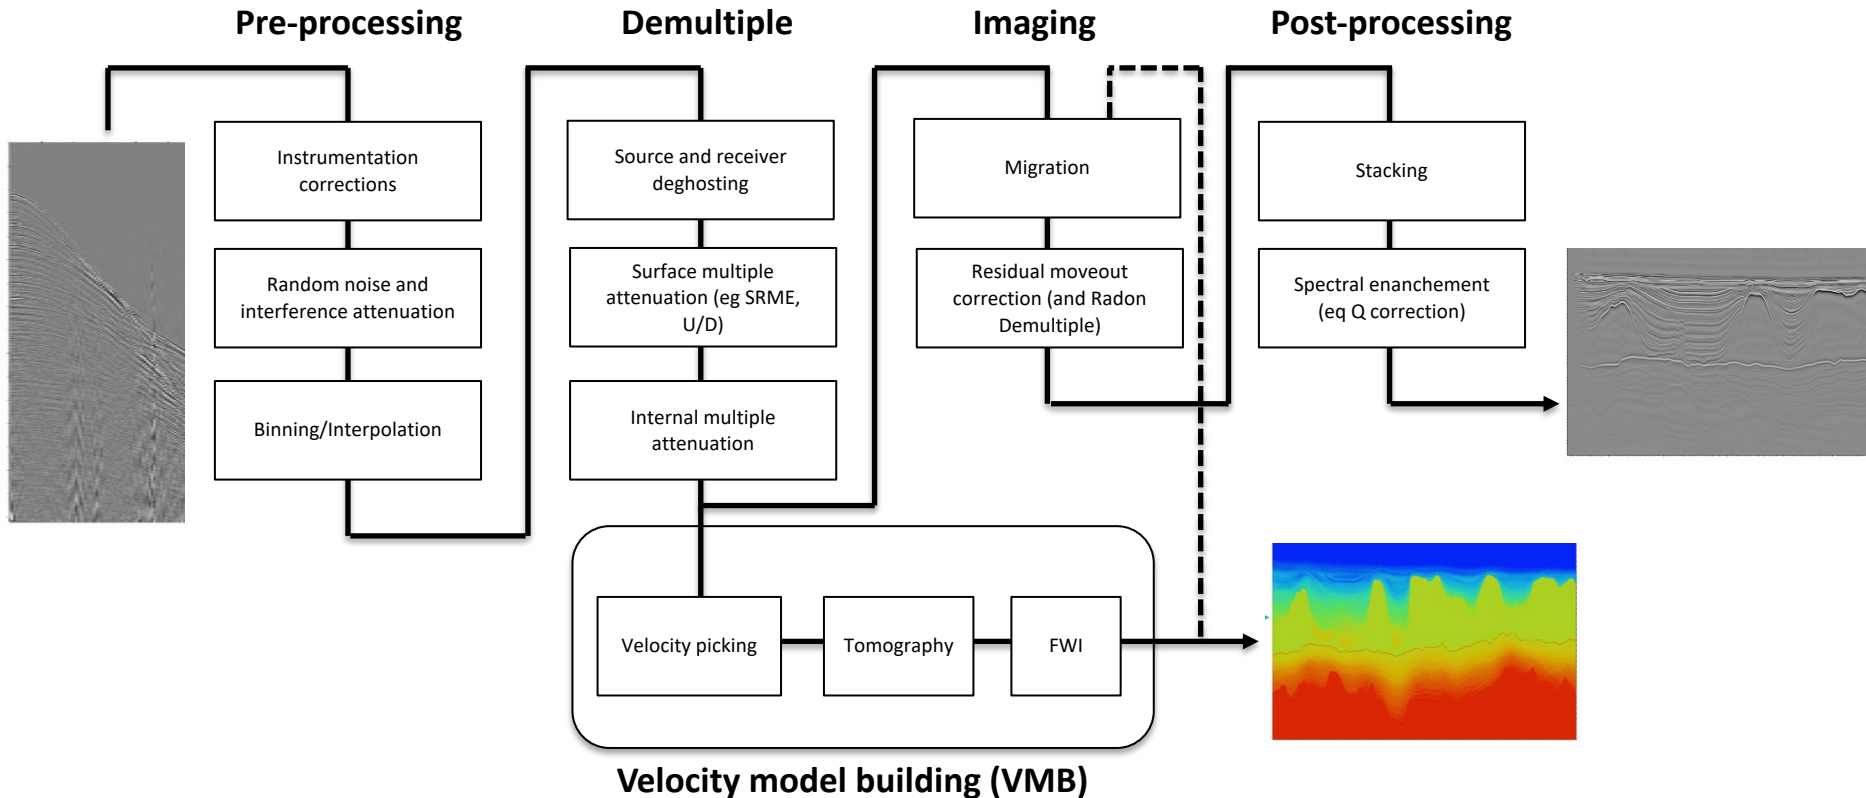 Pre-processing
Demultiple
Imaging
Post-processing
Instrumentation
corrections
Random noise and
interference attenuation
Binning/Interpolation
Source and receiver
deghosting
Surface multiple
attenuation (eg SRME,
U/D)
Internal multiple
attenuation
Migration
Residual moveout
correction (and Radon
Demultiple)
Stacking
Spectral enanchement
(eq Q correction)
Velocity picking
Tomography
FWI
Velocity model building (VMB)